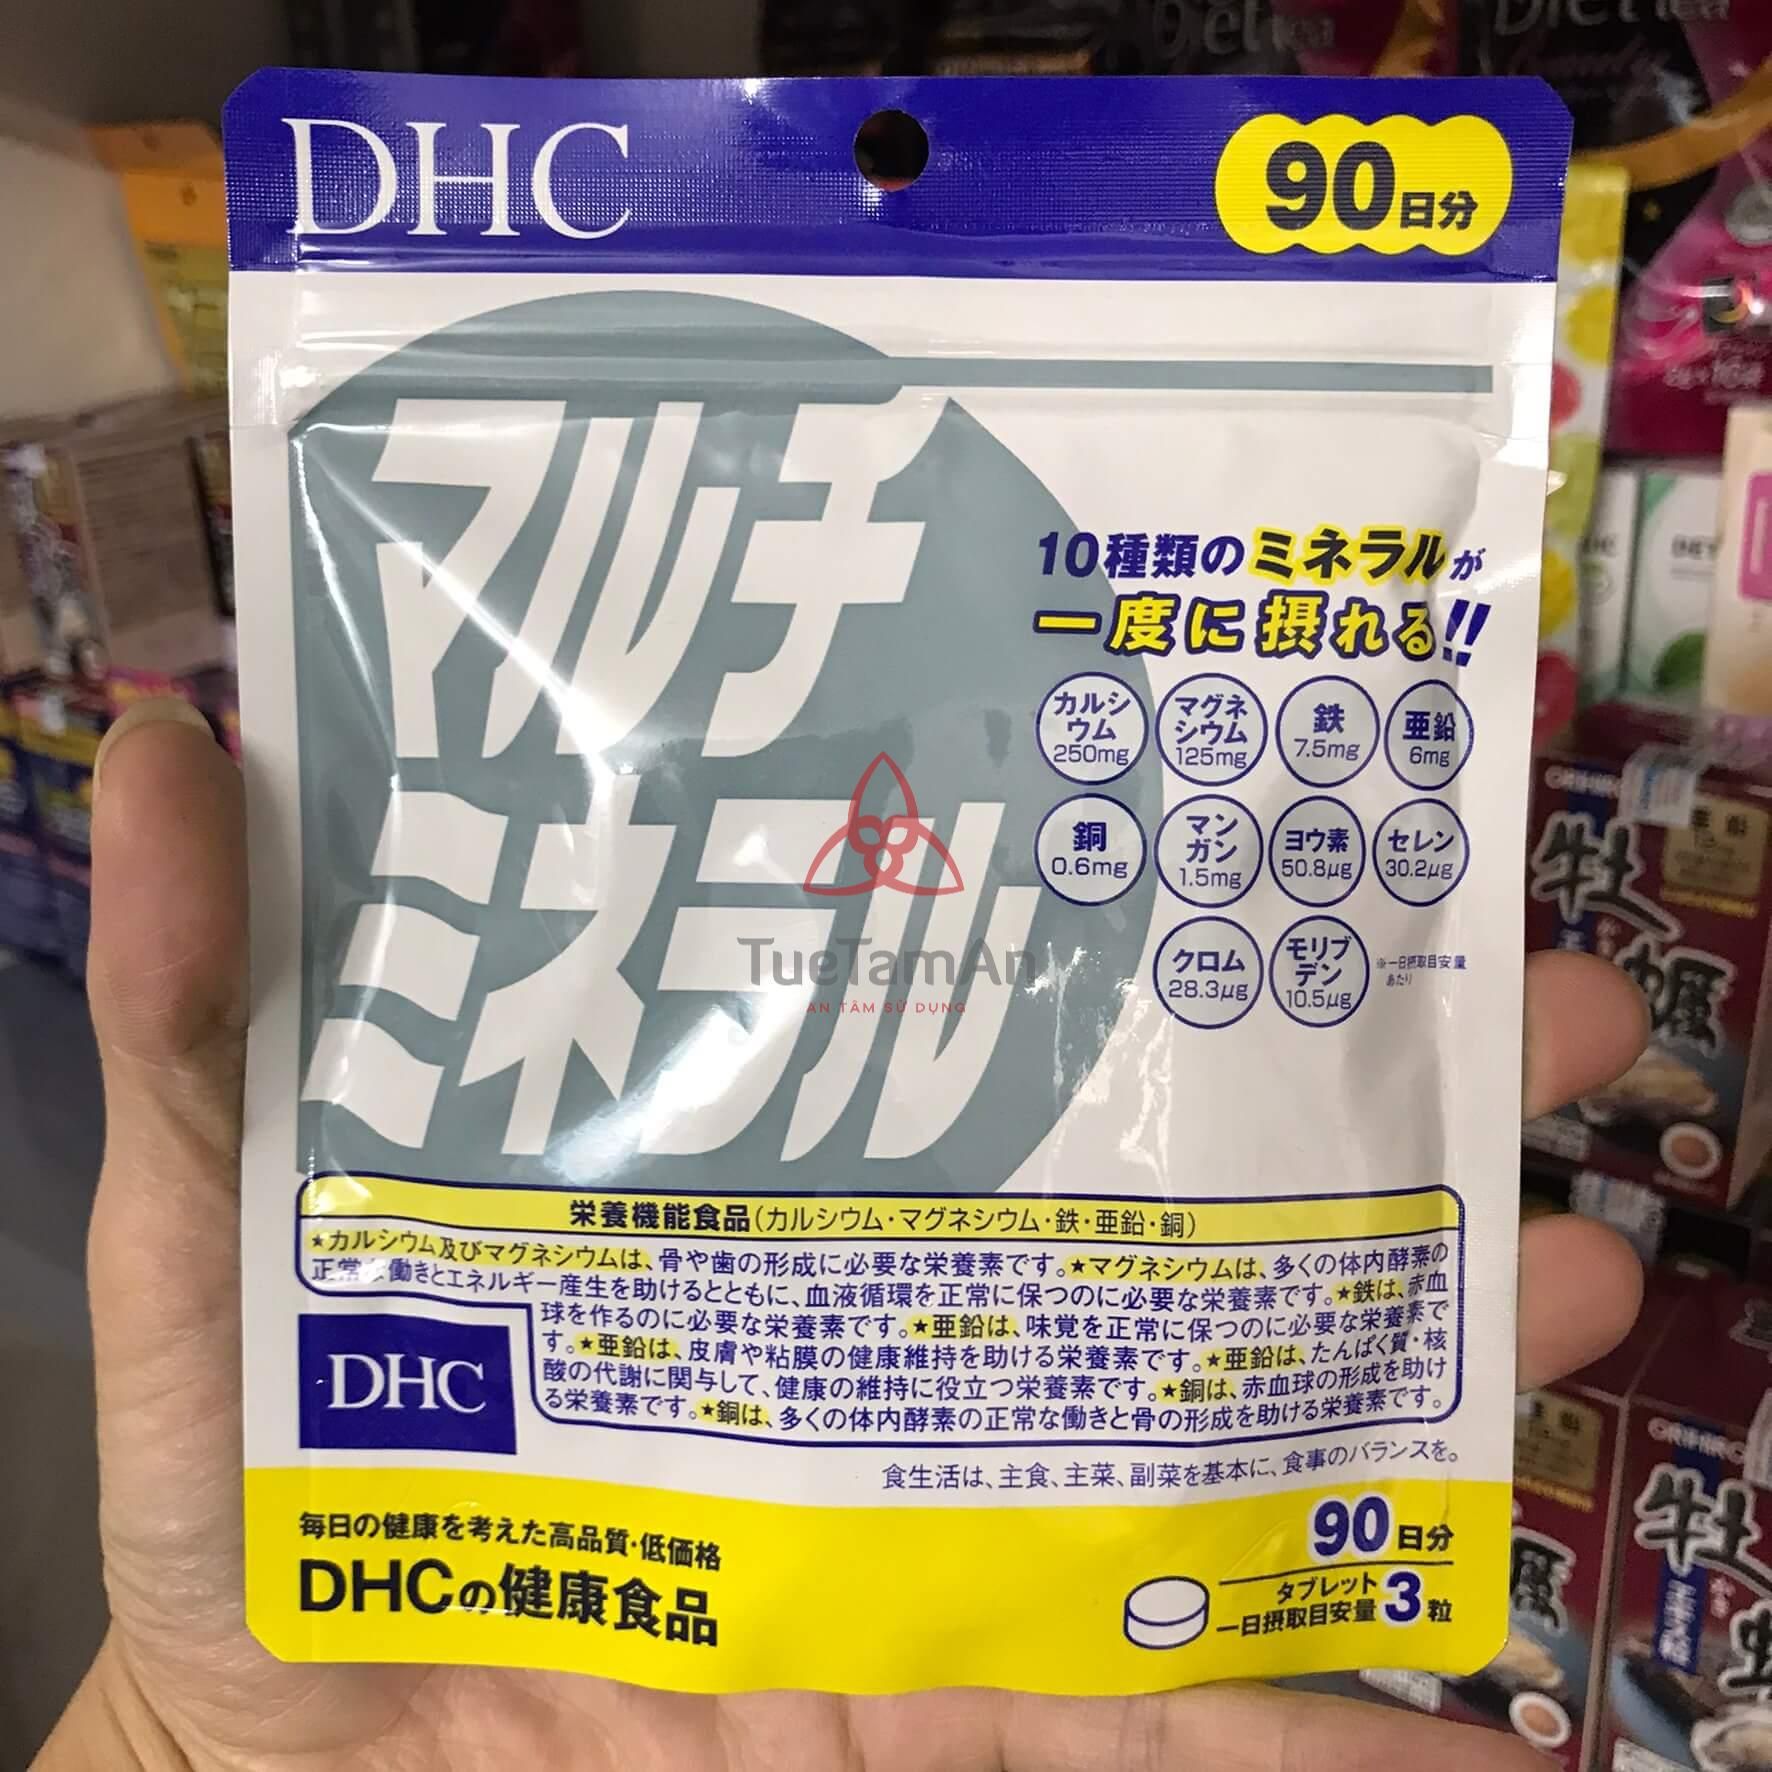 DHC
90日分
マルチ
ミネラル
10種類のミネラルが
一度に摂れる!!
カルシ
ウム
250mg
マグネ
シウム
125mg
鉄
7.5mg
亜鉛
6mg
銅
0.6mg
マン
ガン
1.5mg
ヨウ素
50.8μg
セレン
30.2μg
クロム
28.3μg
モリブ
デン
10.5μg
※一日摂取目安量
あたり
TueTamAn
AN TÂM SỬ DỤNG
栄養機能食品(カルシウム・マグネシウム・鉄・亜鉛・銅)
★カルシウム及びマグネシウムは、骨や歯の形成に必要な栄養素です。★マグネシウムは、多くの体内酵素の
正常な働きとエネルギー産生を助けるとともに、血液循環を正常に保つのに必要な栄養素です。★鉄は、赤血
球を作るのに必要な栄養素です。★亜鉛は、味覚を正常に保つのに必要な栄養素で
す。★亜鉛は、皮膚や粘膜の健康維持を助ける栄養素です。★亜鉛は、たんぱく質・核
酸の代謝に関与して、健康の維持に役立つ栄養素です。★銅は、赤血球の形成を助け
る栄養素です。★銅は、多くの体内酵素の正常な働きと骨の形成を助ける栄養素です。
DHC
食生活は、主食、主菜、副菜を基本に、食事のバランスを。
毎日の健康を考えた高品質・低価格
DHCの健康食品
90日分
タブレット
一日摂取目安量 3粒
Diet tea
ORIHIRO
牡蠣
ORIHIRO
牡蠣